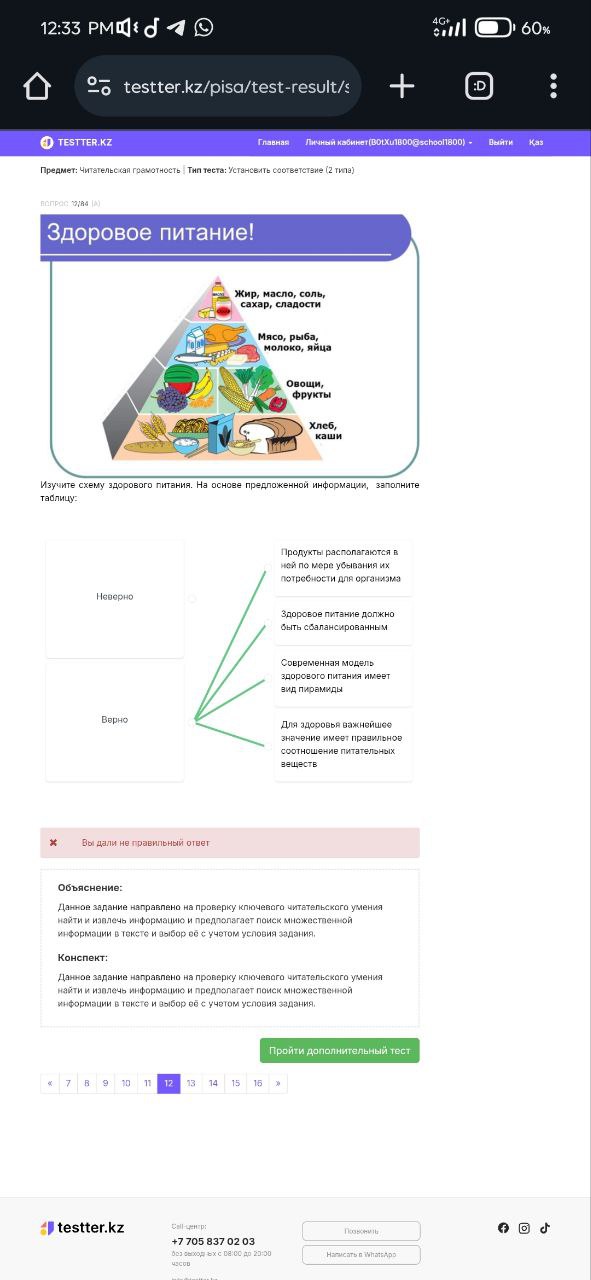 12:33 PM
4G+
60%
testter.kz/pisa/test-result/s
:D
TESTTER.KZ
Главная
Личный кабинет(B0tXu1800@school1800)
Выйти
Қаз
Предмет: Читательская грамотность | Тип теста: Установить соответствие (2 типа)
ВОПРОС 12/84
Здоровое питание!
Жир, масло, соль,
сахар, сладости
Мясо, рыба,
молоко, яйца
Овощи,
фрукты
Хлеб,
каши
Изучите схему здорового питания. На основе предложенной информации, заполните
таблицу:
Неверно
Верно
Продукты располагаются в
ней по мере убывания их
потребности для организма
Здоровое питание должно
быть сбалансированным
Современная модель
здорового питания имеет
вид пирамиды
Для здоровья важнейшее
значение имеет правильное
соотношение питательных
веществ
Вы дали не правильный ответ
Объяснение:
Данное задание направлено на проверку ключевого читательского умения
найти и извлечь информацию и предполагает поиск множественной
информации в тексте и выбор её с учетом условия задания.
Конспект:
Данное задание направлено на проверку ключевого читательского умения
найти и извлечь информацию и предполагает поиск множественной
информации в тексте и выбор её с учетом условия задания.
Пройти дополнительный тест
« 7 8 9 10 11 12 13 14 15 16 »
testter.kz
Call-центр:
+7 705 837 02 03
без выходных с 08:00 до 20:00
часов
Позвонить
Написать в WhatsApp